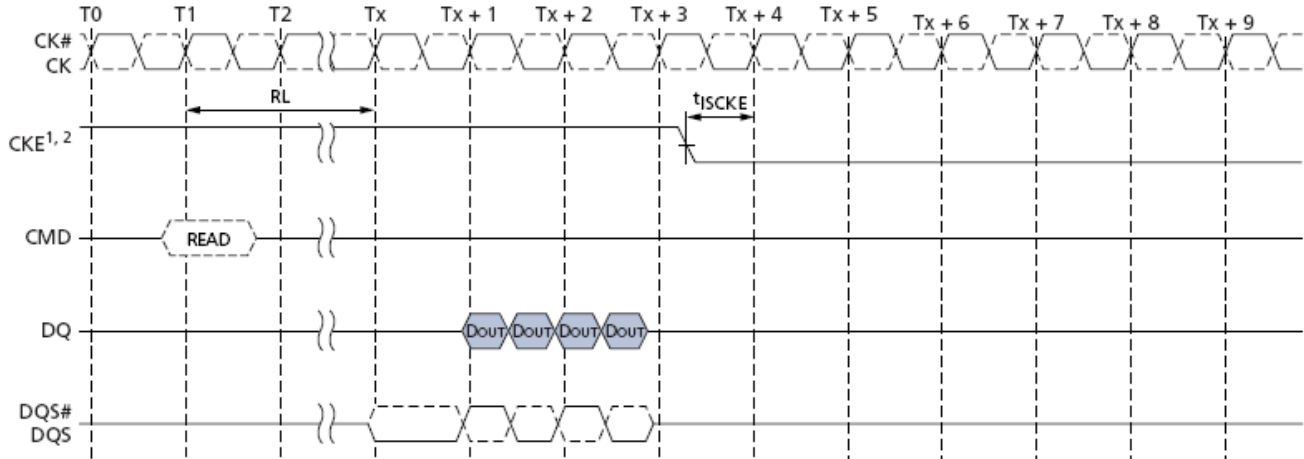 T0 T1 T2 Tx Tx + 1 Tx + 2 Tx + 3 Tx + 4 Tx + 5 Tx + 6 Tx + 7 Tx + 8 Tx + 9
CK#
CK
RL
tISCKE
CKE1, 2
CMD READ
DQ DOUT DOUT DOUT DOUT
DQS#
DQS